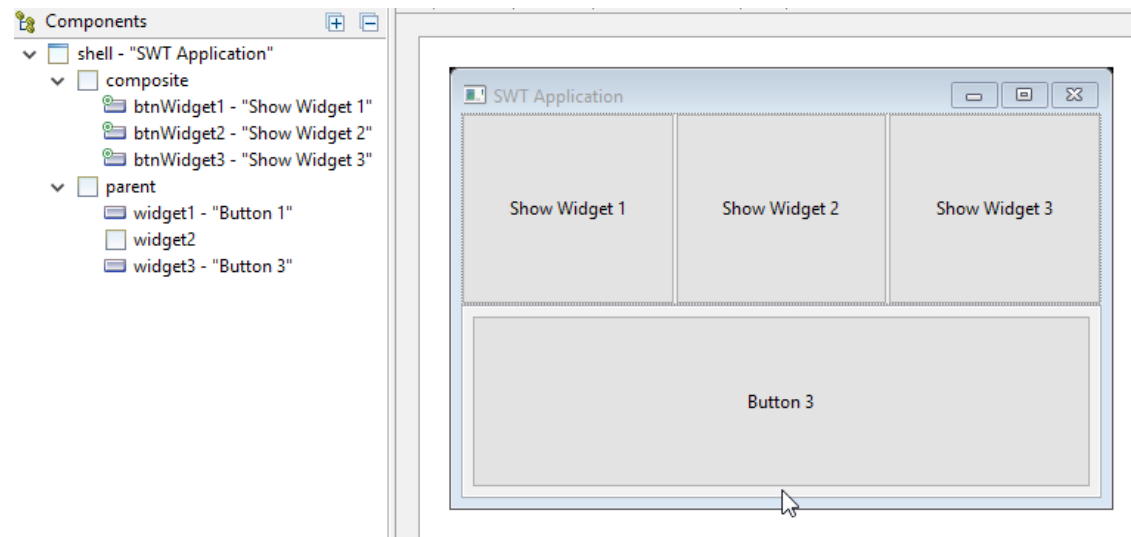 Components
shell - "SWT Application"
composite
btnWidget1 - "Show Widget 1"
btnWidget2 - "Show Widget 2"
btnWidget3 - "Show Widget 3"
parent
widget1 - "Button 1"
widget2
widget3 - "Button 3"
SWT Application
Show Widget 1 Show Widget 2 Show Widget 3
Button 3